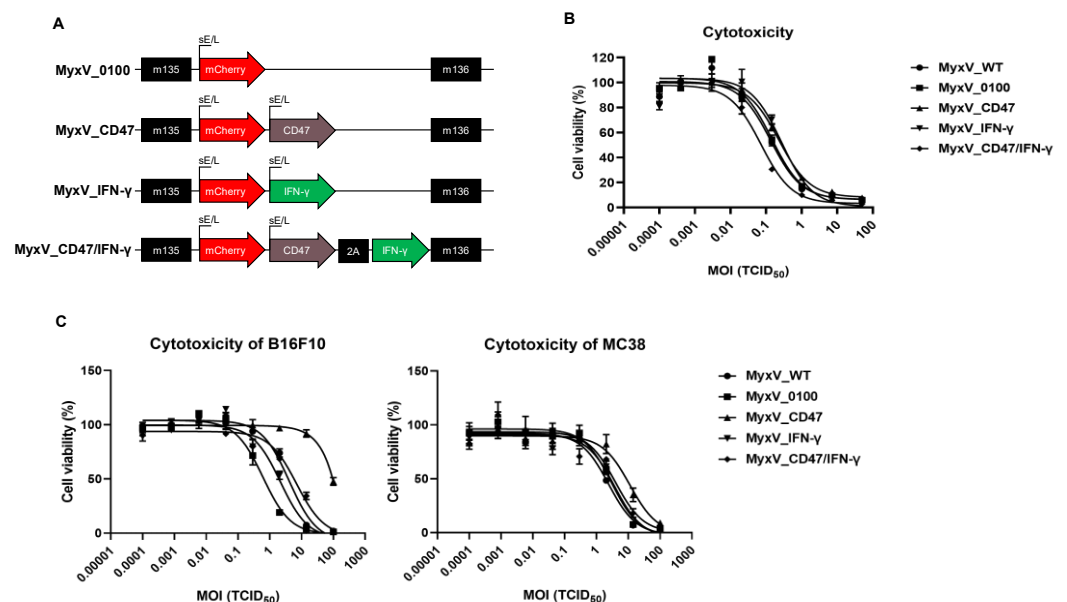 A
sE/L
MyxV_0100 m135 mCherry m136
sE/L sE/L
MyxV_CD47 m135 mCherry CD47 m136
sE/L sE/L
MyxV_IFN-γ m135 mCherry IFN-γ m136
sE/L sE/L
MyxV_CD47/IFN-γ m135 mCherry CD47 2A IFN-γ m136
B
Cytotoxicity
Cell viability (%)
120
100
80
60
40
20
0
0.00001 0.0001 0.001 0.01 0.1 1 10 100
MOI (TCID50)
MyxV_WT
MyxV_0100
MyxV_CD47
MyxV_IFN-γ
MyxV_CD47/IFN-γ
C
Cytotoxicity of B16F10
Cell viability (%)
150
100
50
0
0.00001 0.0001 0.001 0.01 0.1 1 10 100 1000
MOI (TCID50)
Cytotoxicity of MC38
Cell viability (%)
150
100
50
0
0.00001 0.0001 0.001 0.01 0.1 1 10 100 1000
MOI (TCID50)
MyxV_WT
MyxV_0100
MyxV_CD47
MyxV_IFN-γ
MyxV_CD47/IFN-γ